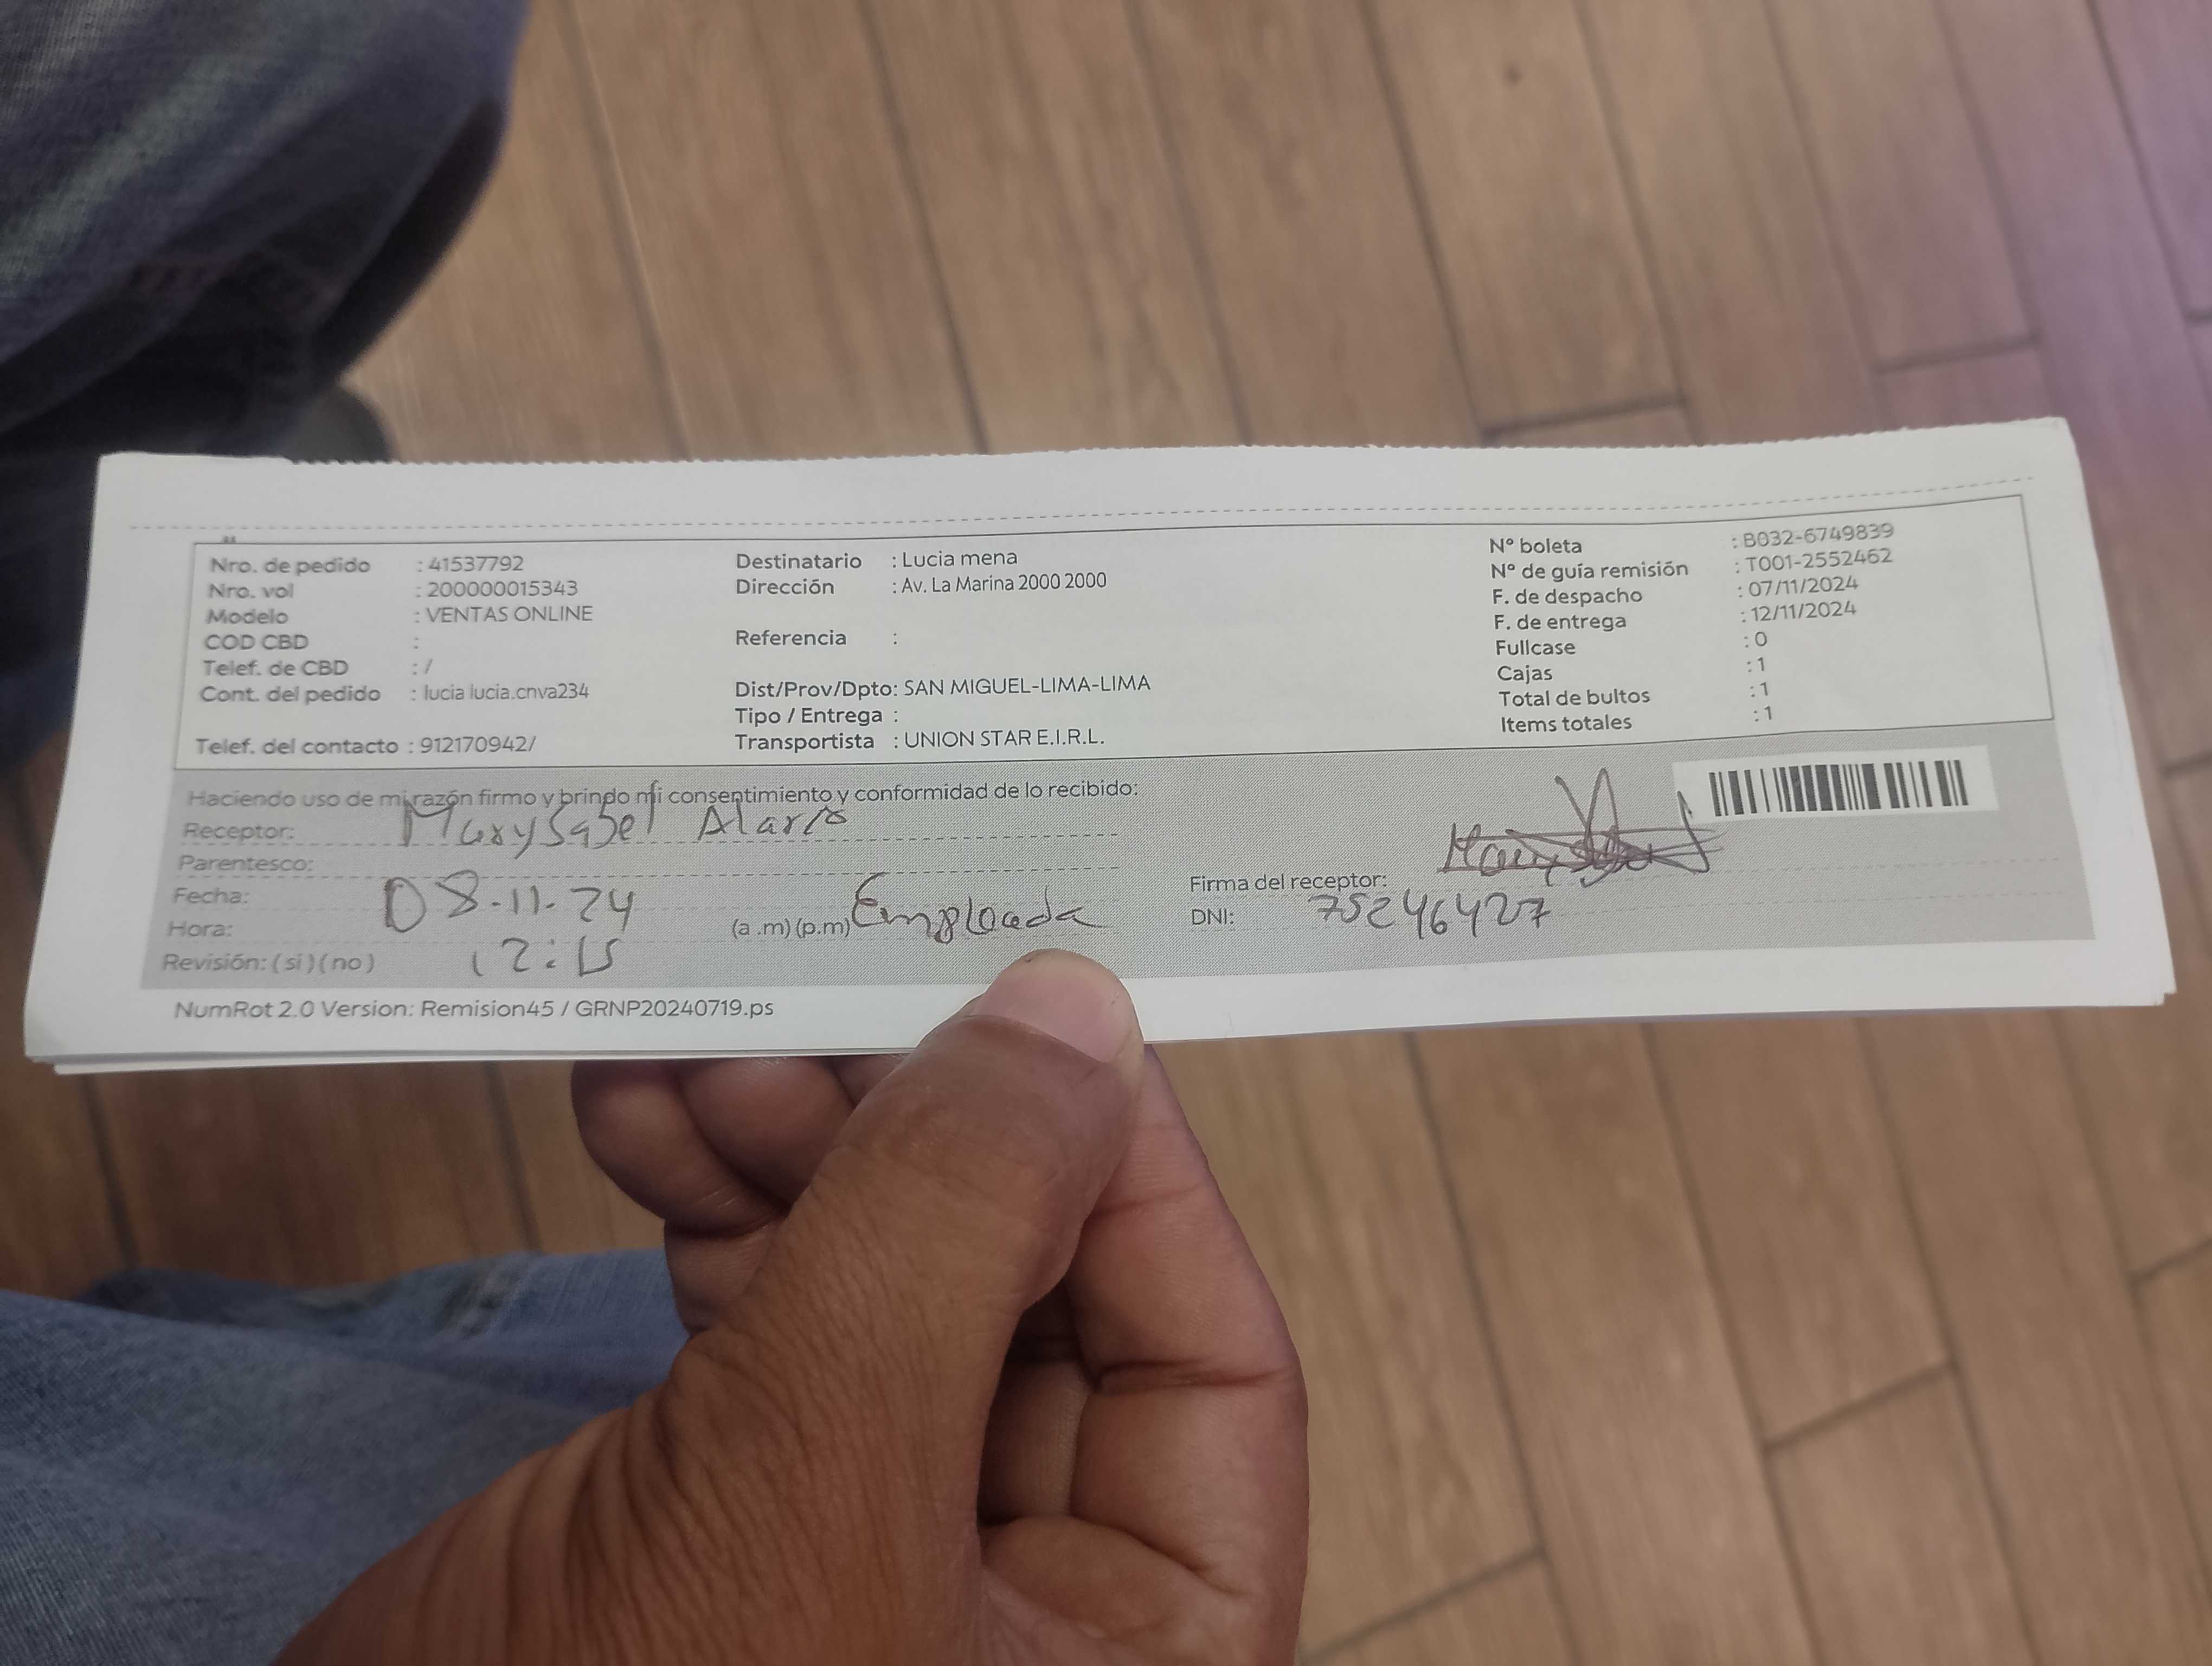 Nro. de pedido : 41537792
Nro. vol : 200000015343
Modelo : VENTAS ONLINE
COD CBD :
Telef. de CBD : /
Cont. del pedido : lucia lucia.cnva234
Telef. del contacto : 912170942/
Destinatario : Lucia mena
Dirección : Av. La Marina 2000 2000
Referencia :
Dist/Prov/Dpto: SAN MIGUEL-LIMA-LIMA
Tipo / Entrega :
Transportista : UNION STAR E.I.R.L.
N° boleta : B032-6749839
N° de guía remisión : T001-2552462
F. de despacho : 07/11/2024
F. de entrega : 12/11/2024
Fullcase : 0
Cajas : 1
Total de bultos : 1
Items totales : 1
Haciendo uso de mi razón firmo y brindo mi consentimiento y conformidad de lo recibido:
Receptor:
Parentesco:
Fecha: 08.11.24
Hora: 12:15 (a .m) (p.m) Empleada
Revisión: ( si ) ( no )
Firma del receptor:
DNI: 75246427
NumRot 2.0 Version: Remision45 / GRNP20240719.ps